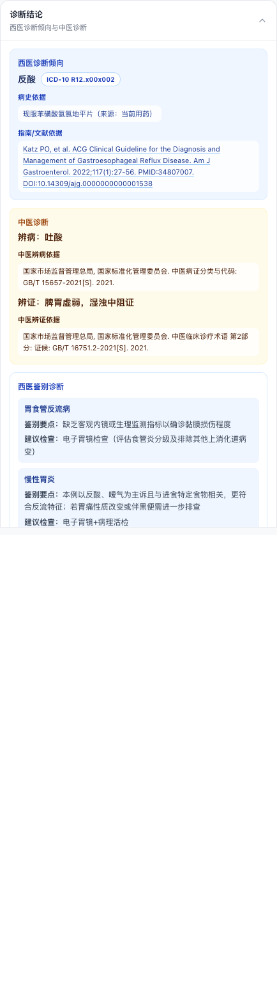 诊断结论
西医诊断倾向与中医诊断
西医诊断倾向
反酸 ICD-10 R12.x00x002
病史依据
现服苯磺酸氨氯地平片（来源：当前用药）
指南/文献依据
Katz PO, et al. ACG Clinical Guideline for the Diagnosis and
Management of Gastroesophageal Reflux Disease. Am J
Gastroenterol. 2022;117(1):27-56. PMID:34807007.
DOI:10.14309/ajg.0000000000001538
中医诊断
辨病：吐酸
中医辨病依据
国家市场监督管理总局, 国家标准化管理委员会. 中医病证分类与代码:
GB/T 15657-2021[S]. 2021.
辨证：脾胃虚弱，湿浊中阻证
中医辨证依据
国家市场监督管理总局, 国家标准化管理委员会. 中医临床诊疗术语 第2部
分: 证候: GB/T 16751.2-2021[S]. 2021.
西医鉴别诊断
胃食管反流病
鉴别要点：缺乏客观内镜或生理监测指标以确诊黏膜损伤程度
建议检查：电子胃镜检查（评估食管炎分级及排除其他上消化道病
变）
慢性胃炎
鉴别要点：本例以反酸、嗳气为主诉且与进食特定食物相关，更符
合反流特征；若胃痛性质改变或伴黑便需进一步排查
建议检查：电子胃镜+病理活检